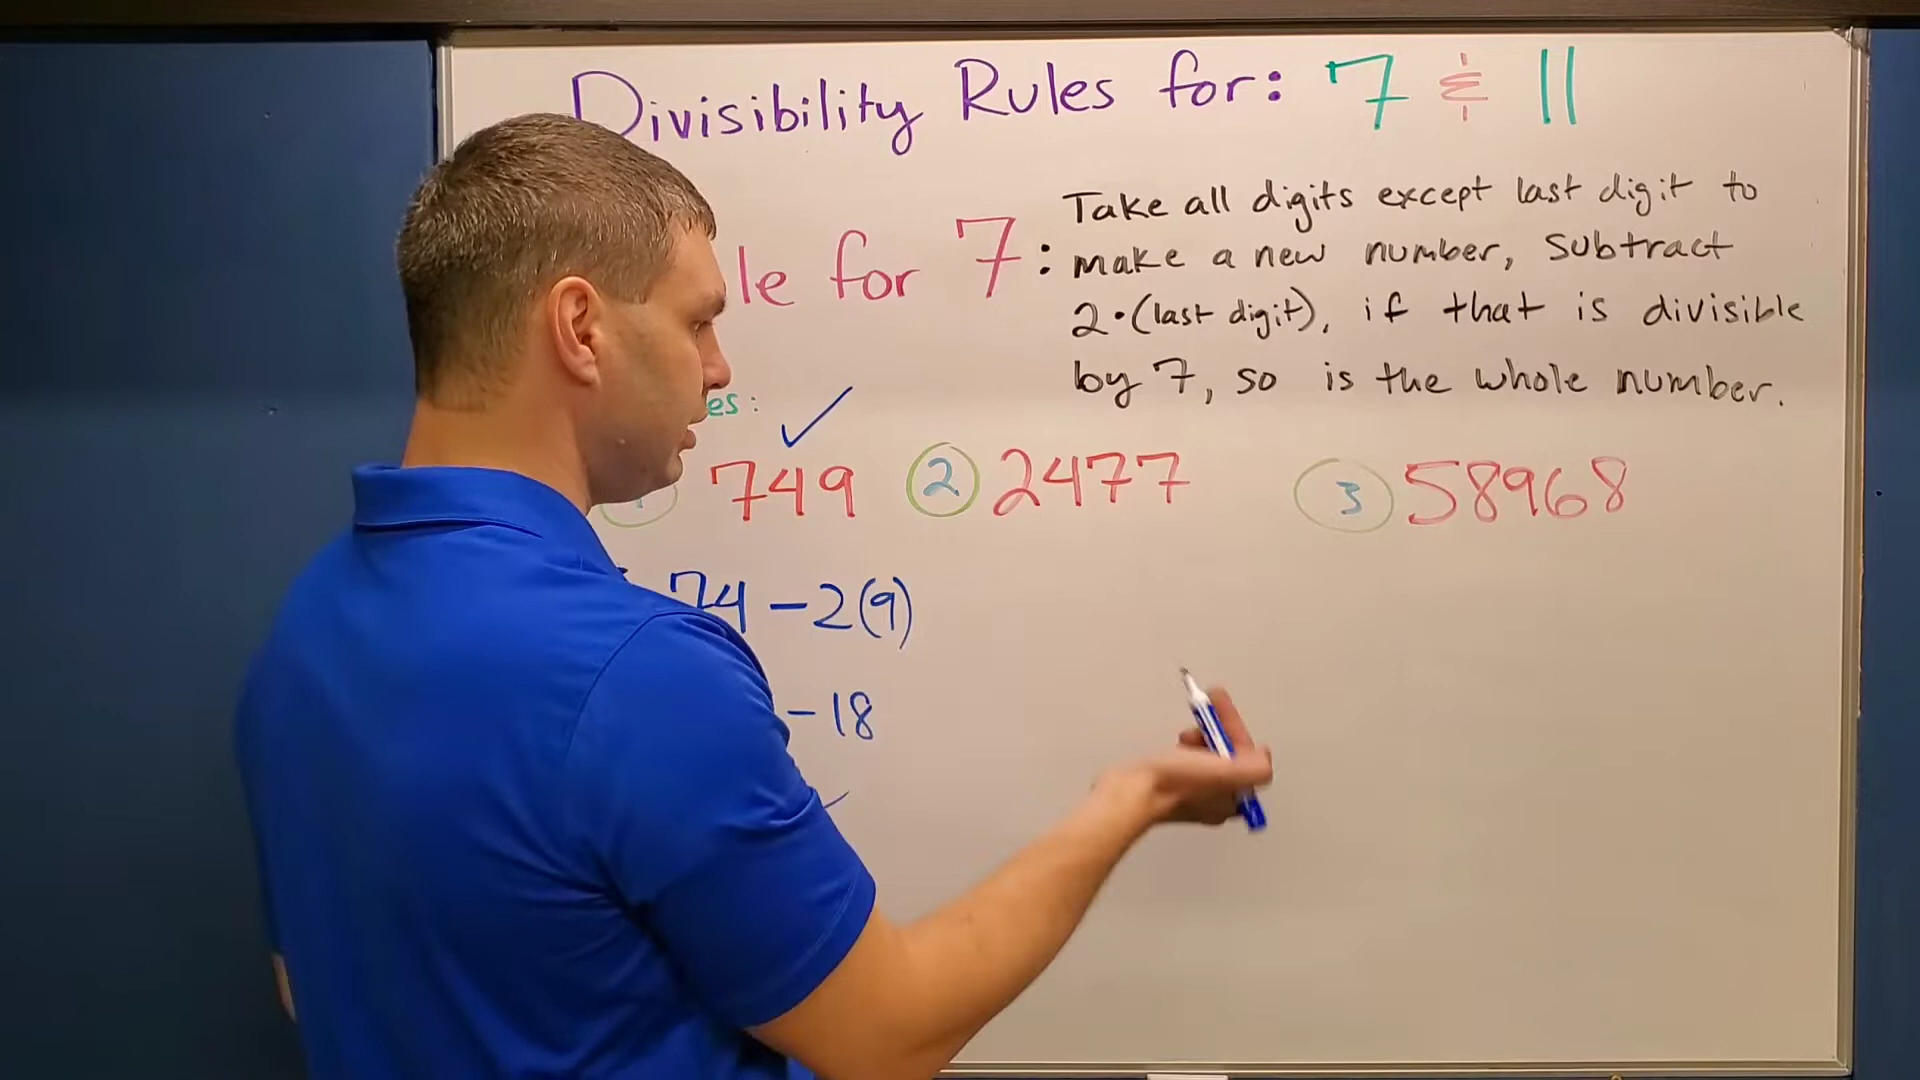 Divisibility Rules for: 7 & 11
le for 7:
Take all digits except last digit to
make a new number, subtract
2·(last digit), if that is divisible
by 7, so is the whole number.
es: ✓
1 749
2 2477
3 58968
74 - 2(9)
- 18